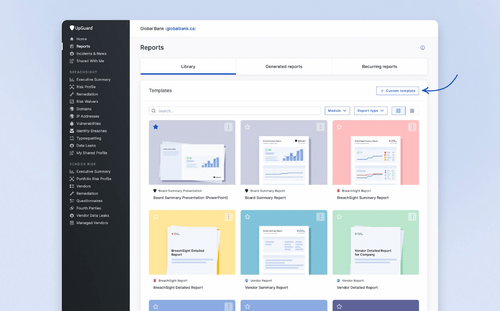 UpGuard
Home
Reports
Incidents & News
Shared With Me
BREACHSIGHT
Executive Summary
Risk Profile
Remediation
Risk Waivers
Domains
IP Addresses
Vulnerabilities
Identity Breaches
Typosquatting
Data Leaks
My Shared Profile
VENDOR RISK
Executive Summary
Portfolio Risk Profile
Vendors
Remediation
Questionnaires
Fourth Parties
Vendor Data Leaks
Managed Vendors
Global Bank (globalbank.ca)
Reports
Library
Generated reports
Recurring reports
Templates
+ Custom template
Search...
Module
Report type
Board Summary Presentation
Board Summary Presentation (PowerPoint)
Board Summary Report
Board Summary Report
BreachSight Report
BreachSight Summary Report
BreachSight Detailed
Report
BreachSight Report
BreachSight Detailed Report
Vendor Report
Vendor Summary Report
Vendor Detailed Report
for Company
Vendor Report
Vendor Detailed Report